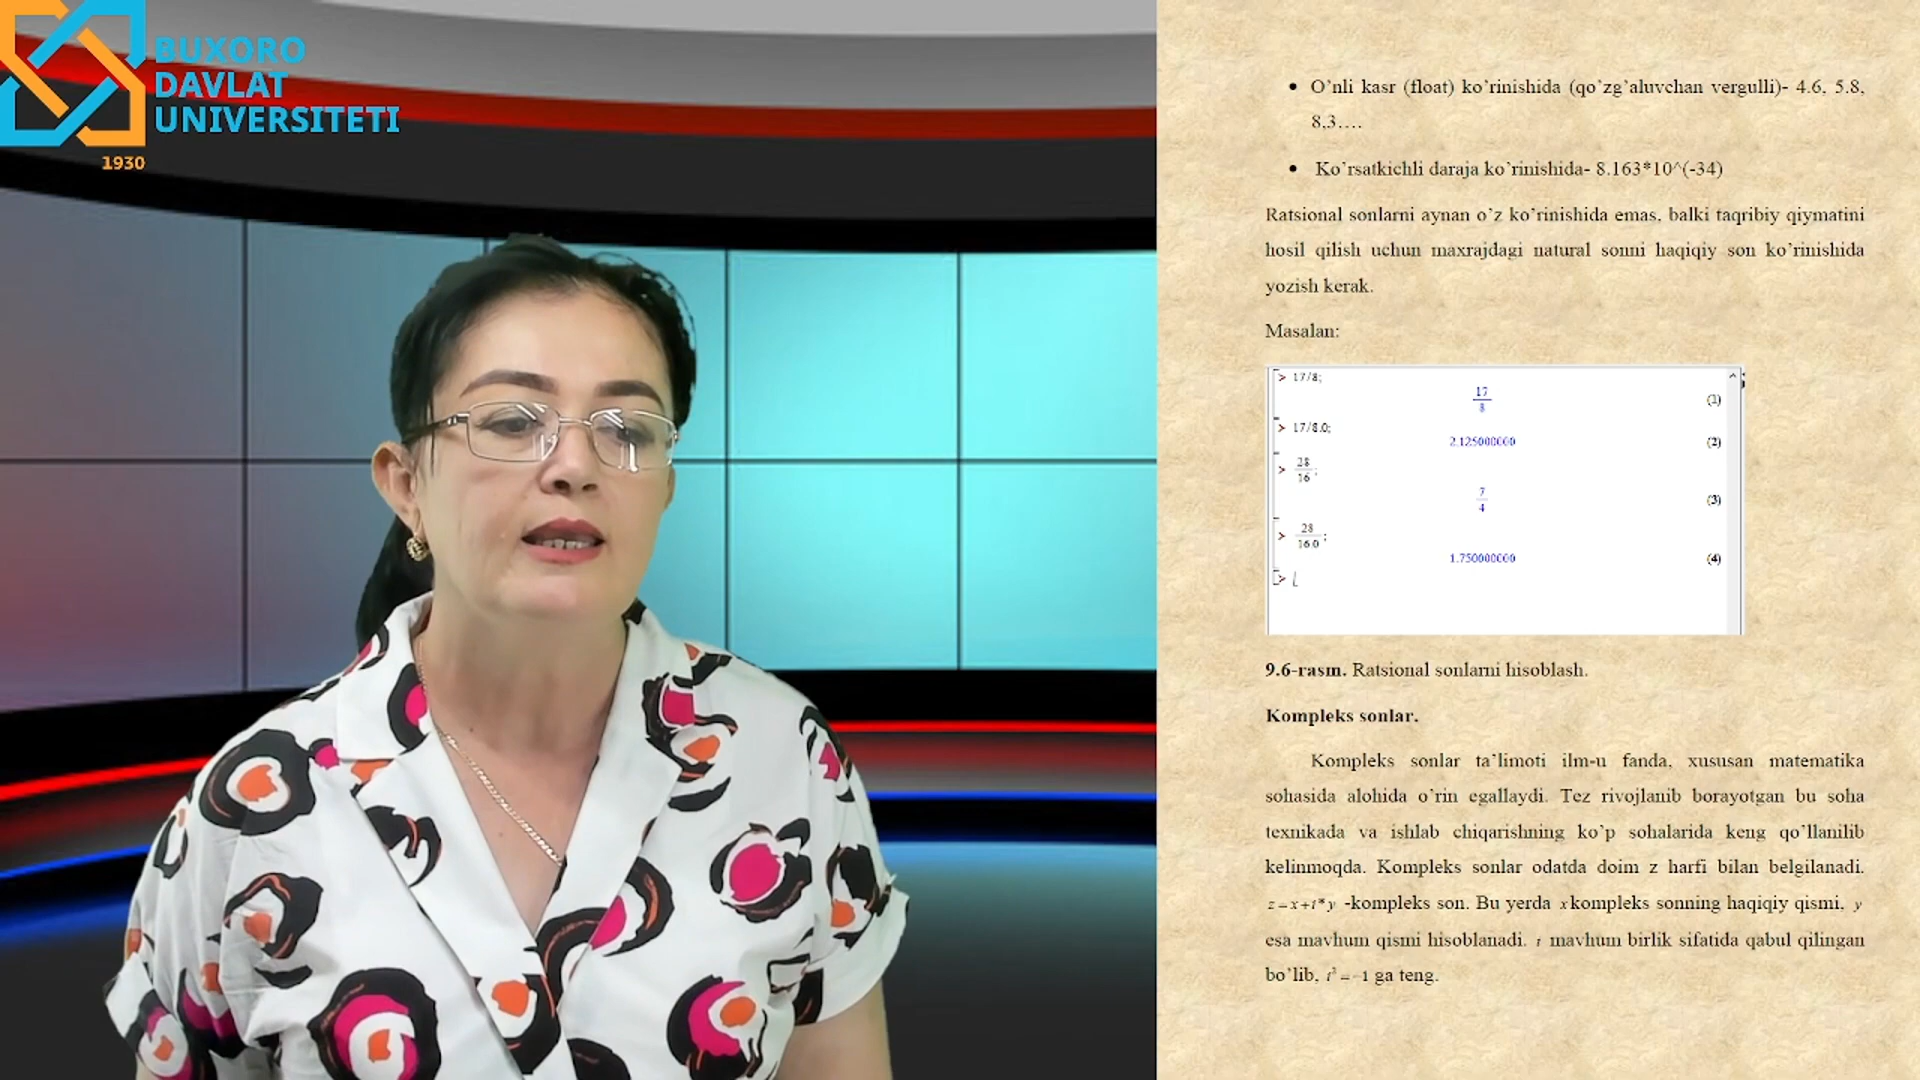 BUXORO
DAVLAT
UNIVERSITETI
1930
• O’nli kasr (float) ko’rinishida (qo’zg’aluvchan vergulli)- 4.6, 5.8,
8,3….
• Ko’rsatkichli daraja ko’rinishida- 8.163*10^(-34)
Ratsional sonlarni aynan o’z ko’rinishida emas, balki taqribiy qiymatini
hosil qilish uchun maxrajdagi natural sonni haqiqiy son ko’rinishida
yozish kerak.
Masalan:
> 17/8;
17/8 (1)
> 17/8.0;
2.125000000 (2)
> 28/16;
7/4 (3)
> 28/16.0;
1.750000000 (4)
>
9.6-rasm. Ratsional sonlarni hisoblash.
Kompleks sonlar.
Kompleks sonlar ta’limoti ilm-u fanda, xususan matematika
sohasida alohida o’rin egallaydi. Tez rivojlanib borayotgan bu soha
texnikada va ishlab chiqarishning ko’p sohalarida keng qo’llanilib
kelinmoqda. Kompleks sonlar odatda doim z harfi bilan belgilanadi.
z=x+i*y -kompleks son. Bu yerda x kompleks sonning haqiqiy qismi, y
esa mavhum qismi hisoblanadi. i mavhum birlik sifatida qabul qilingan
bo’lib, i²=-1 ga teng.